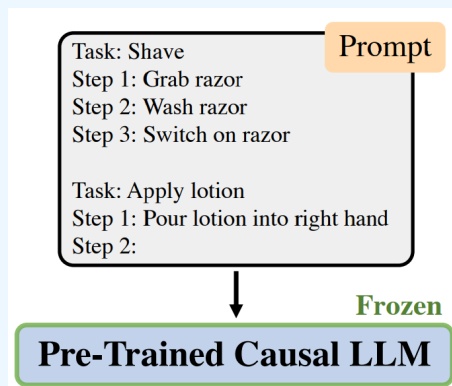 Prompt
Task: Shave
Step 1: Grab razor
Step 2: Wash razor
Step 3: Switch on razor
Task: Apply lotion
Step 1: Pour lotion into right hand
Step 2:
Frozen
Pre-Trained Causal LLM